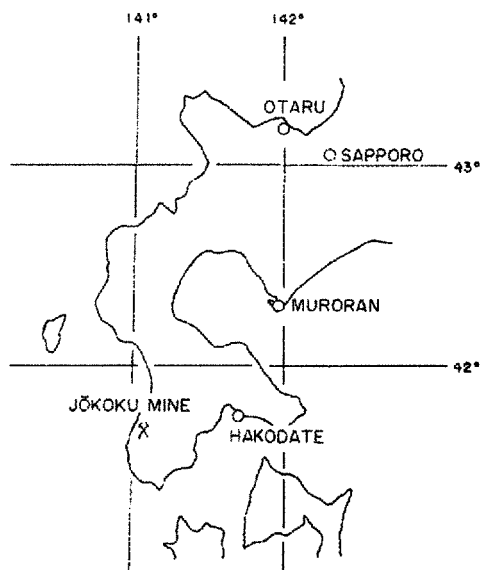 141° 142°
OTARU
SAPPORO
43°
MURORAN
42°
JŌKOKU MINE
HAKODATE